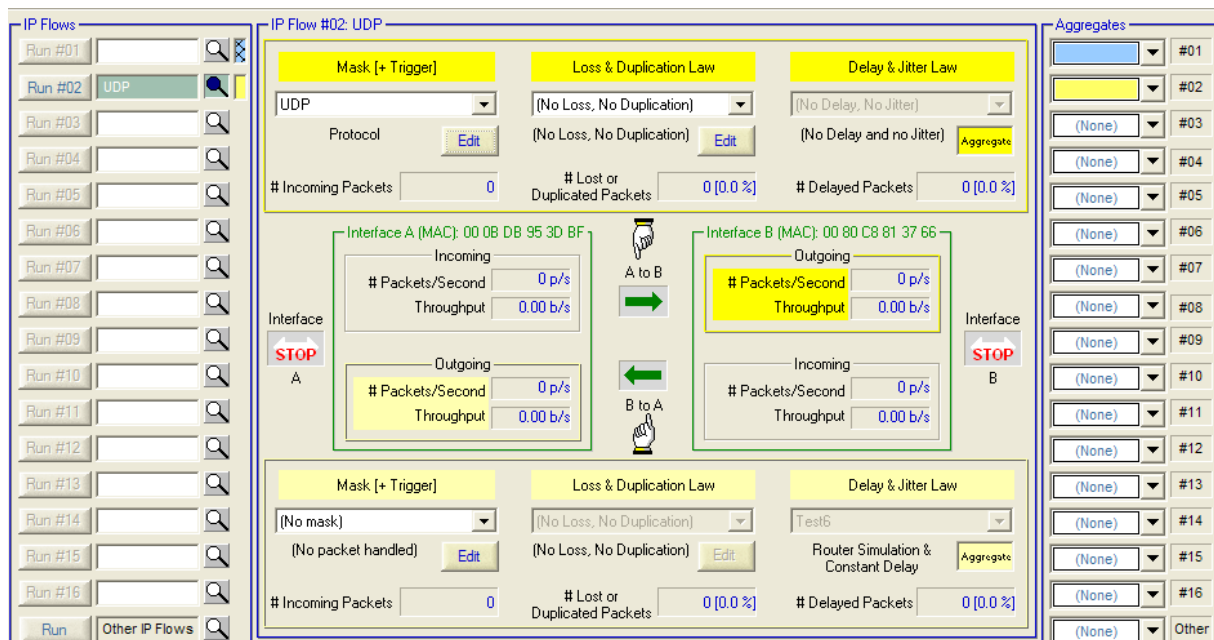 IP Flows
Run #01
Run #02 UDP
Run #03
Run #04
Run #05
Run #06
Run #07
Run #08
Run #09
Run #10
Run #11
Run #12
Run #13
Run #14
Run #15
Run #16
Run Other IP Flows
IP Flow #02: UDP
Mask [+ Trigger] Loss & Duplication Law Delay & Jitter Law
UDP (No Loss, No Duplication) (No Delay, No Jitter)
Protocol Edit (No Loss, No Duplication) Edit (No Delay and no Jitter) Aggregate
# Incoming Packets 0 # Lost or Duplicated Packets 0 [0.0 %] # Delayed Packets 0 [0.0 %]
Interface A (MAC): 00 0B DB 95 3D BF
Incoming
# Packets/Second 0 p/s
Throughput 0.00 b/s
Interface
STOP
A
Outgoing
# Packets/Second 0 p/s
Throughput 0.00 b/s
A to B
B to A
Interface B (MAC): 00 80 C8 81 37 66
Outgoing
# Packets/Second 0 p/s
Throughput 0.00 b/s
Interface
STOP
B
Incoming
# Packets/Second 0 p/s
Throughput 0.00 b/s
Mask [+ Trigger] Loss & Duplication Law Delay & Jitter Law
(No mask) (No Loss, No Duplication) Test6
(No packet handled) Edit (No Loss, No Duplication) Edit Router Simulation & Constant Delay Aggregate
# Incoming Packets 0 # Lost or Duplicated Packets 0 [0.0 %] # Delayed Packets 0 [0.0 %]
Aggregates
#01
#02
(None) #03
(None) #04
(None) #05
(None) #06
(None) #07
(None) #08
(None) #09
(None) #10
(None) #11
(None) #12
(None) #13
(None) #14
(None) #15
(None) #16
(None) Other